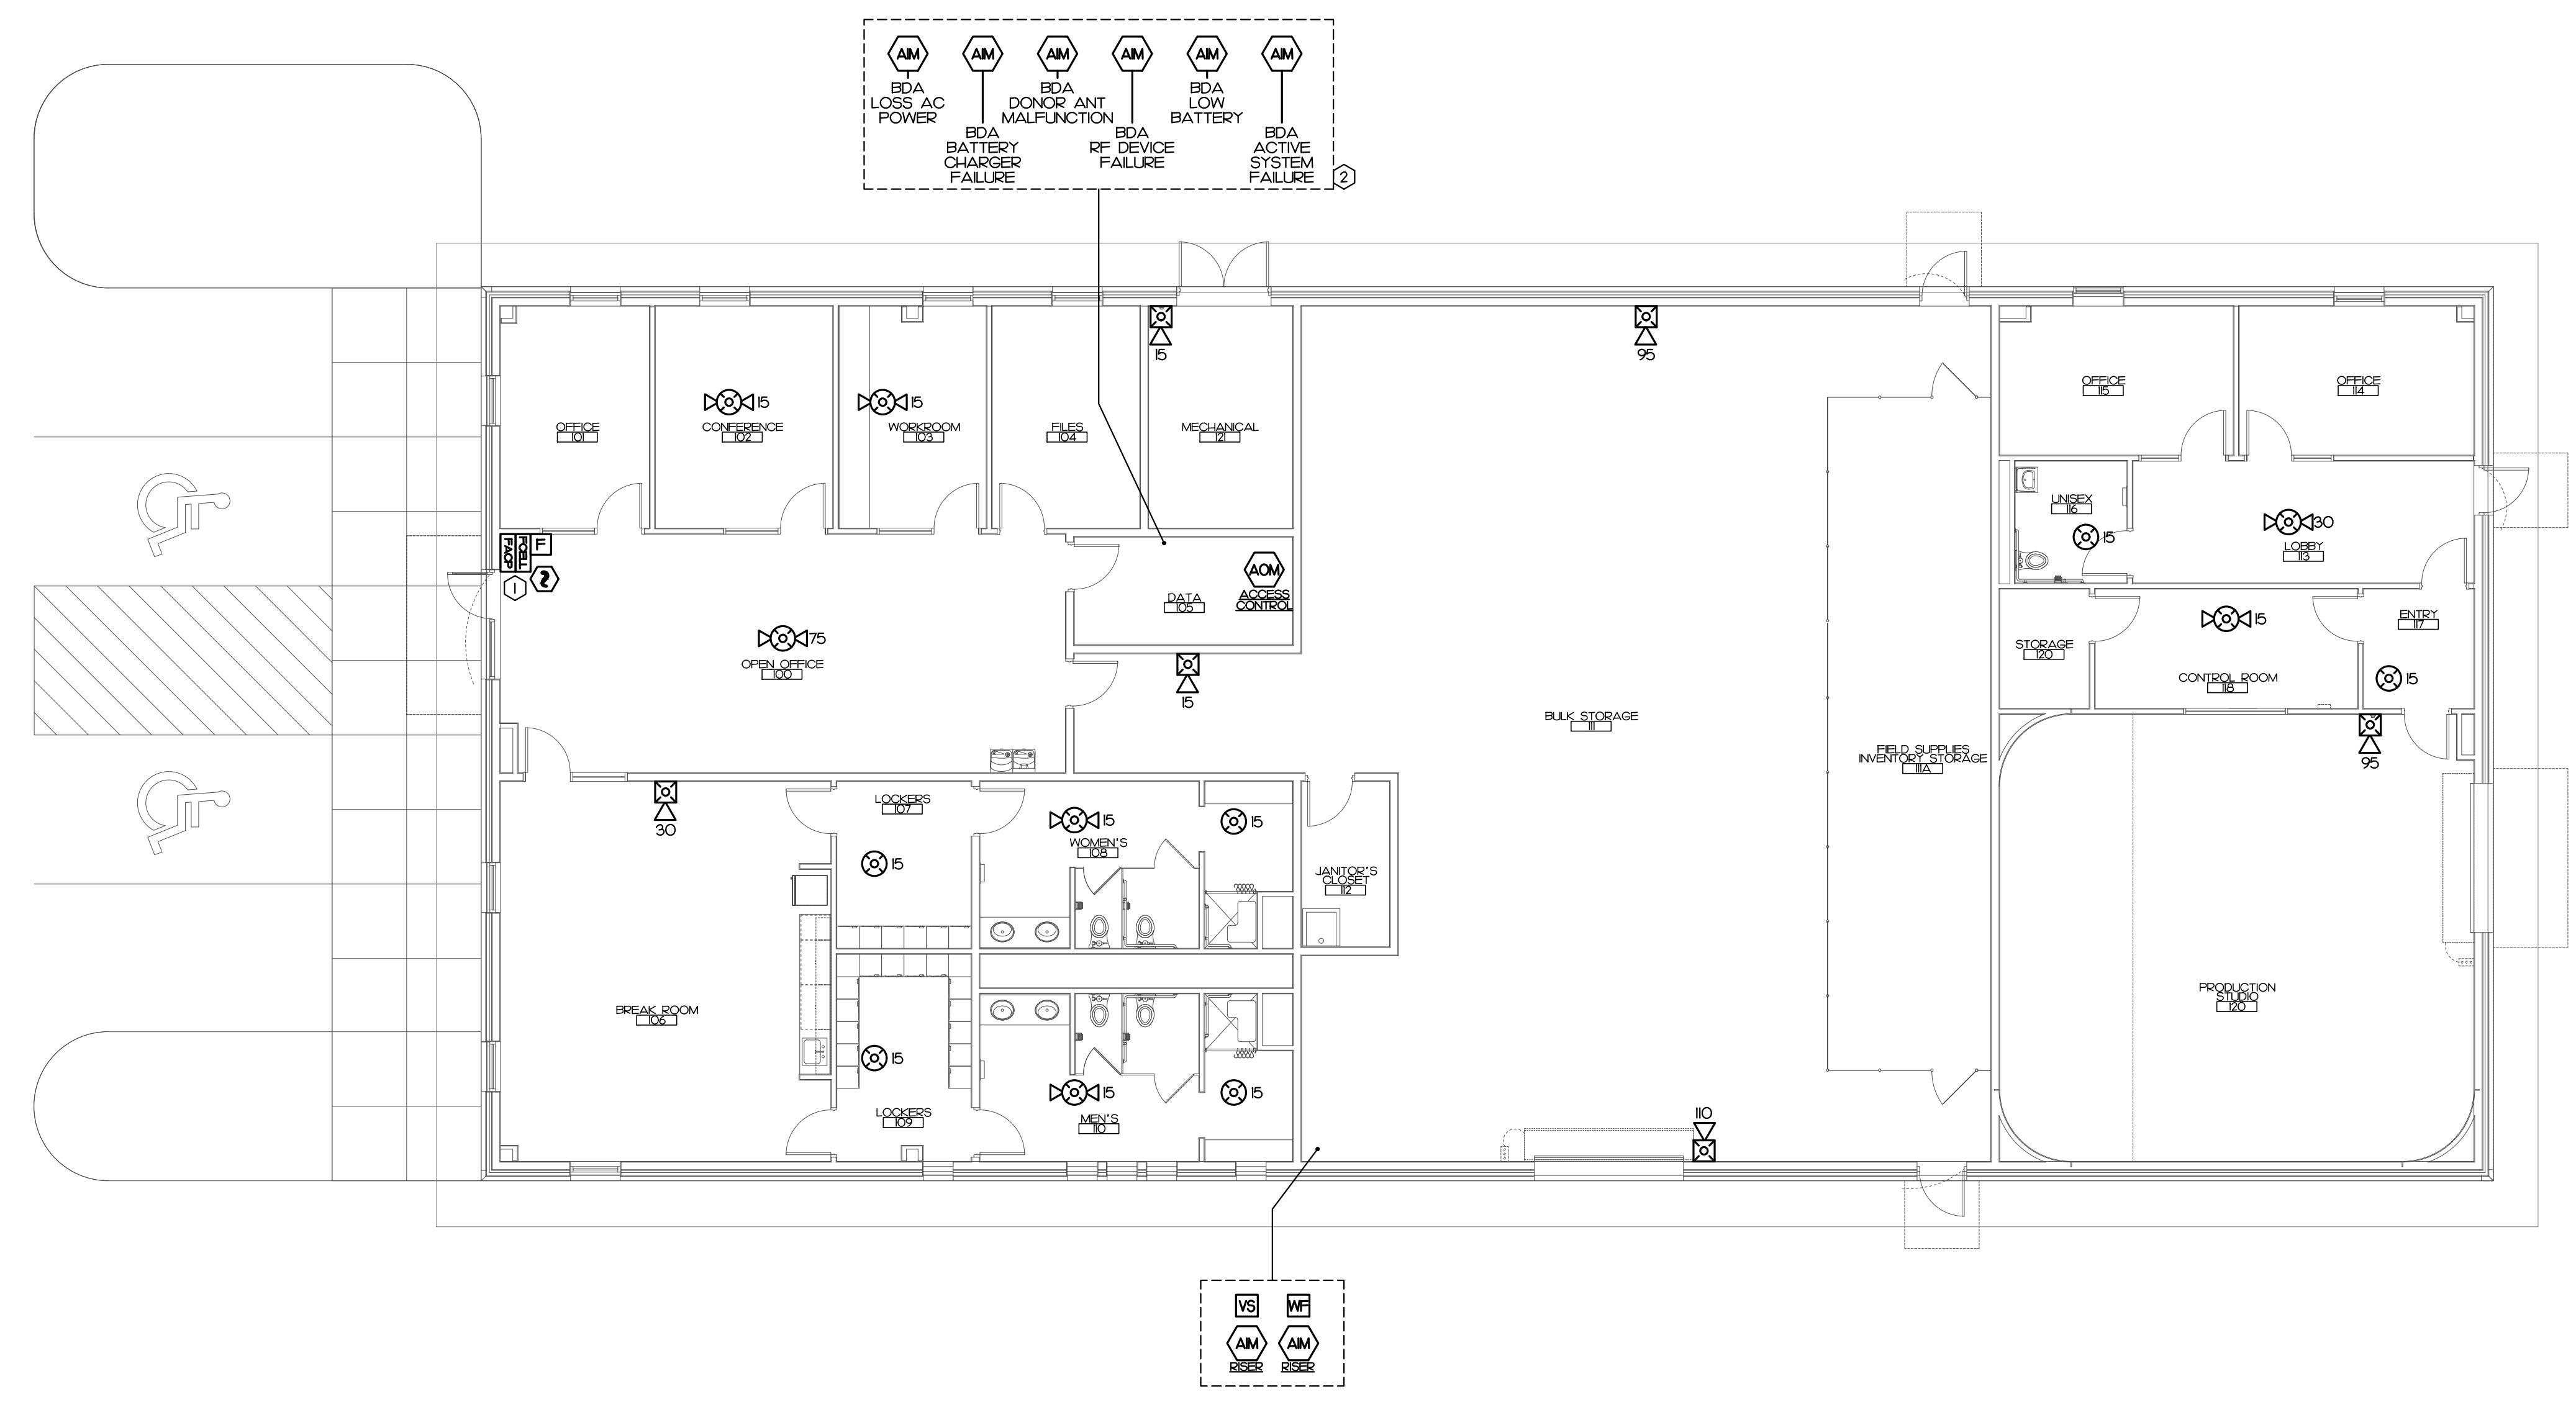 AIM AIM AIM AIM AIM AIM
BDA
LOSS AC
POWER
BDA
BATTERY
CHARGER
FAILURE
BDA
DONOR ANT
MALFUNCTION
BDA
RF DEVICE
FAILURE
BDA
LOW
BATTERY
BDA
ACTIVE
SYSTEM
FAILURE
2
15
95
15
15
OFFICE
101
CONFERENCE
102
WORKROOM
103
FILES
104
MECHANICAL
121
OFFICE
115
OFFICE
114
UNISEX
116
15
30
LOBBY
113
FACP
F
1
AOM
ACCESS
CONTROL
DATA
105
75
OPEN OFFICE
100
15
STORAGE
120
15
CONTROL ROOM
118
ENTRY
117
15
BULK STORAGE
111
FIELD SUPPLIES
INVENTORY STORAGE
111A
95
30
LOCKERS
107
15
15
WOMEN'S
108
15
JANITOR'S
CLOSET
112
BREAK ROOM
106
15
LOCKERS
109
15
MEN'S
110
15
110
PRODUCTION
STUDIO
120
VS WF
AIM AIM
RISER RISER